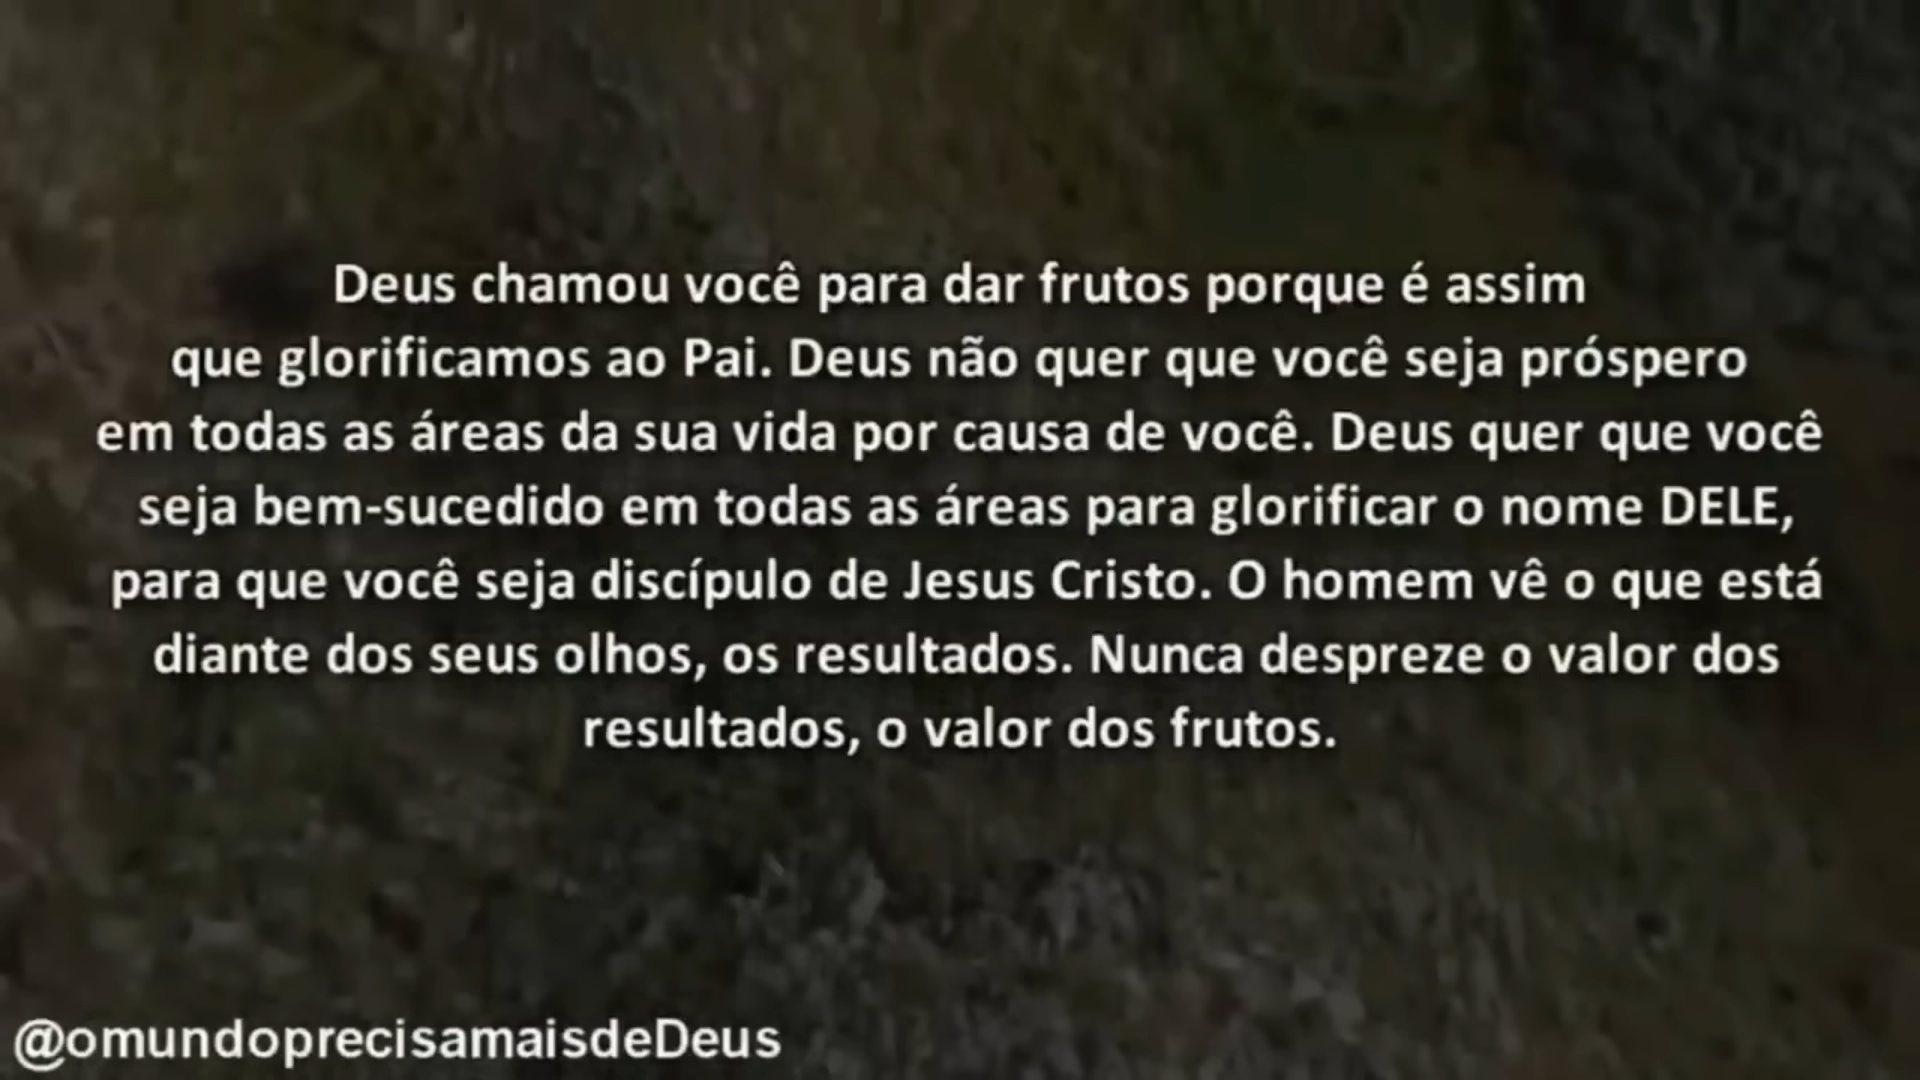 Deus chamou você para dar frutos porque é assim
que glorificamos ao Pai. Deus não quer que você seja próspero
em todas as áreas da sua vida por causa de você. Deus quer que você
seja bem-sucedido em todas as áreas para glorificar o nome DELE,
para que você seja discípulo de Jesus Cristo. O homem vê o que está
diante dos seus olhos, os resultados. Nunca despreze o valor dos
resultados, o valor dos frutos.
@omundoprecisamaisdeDeus